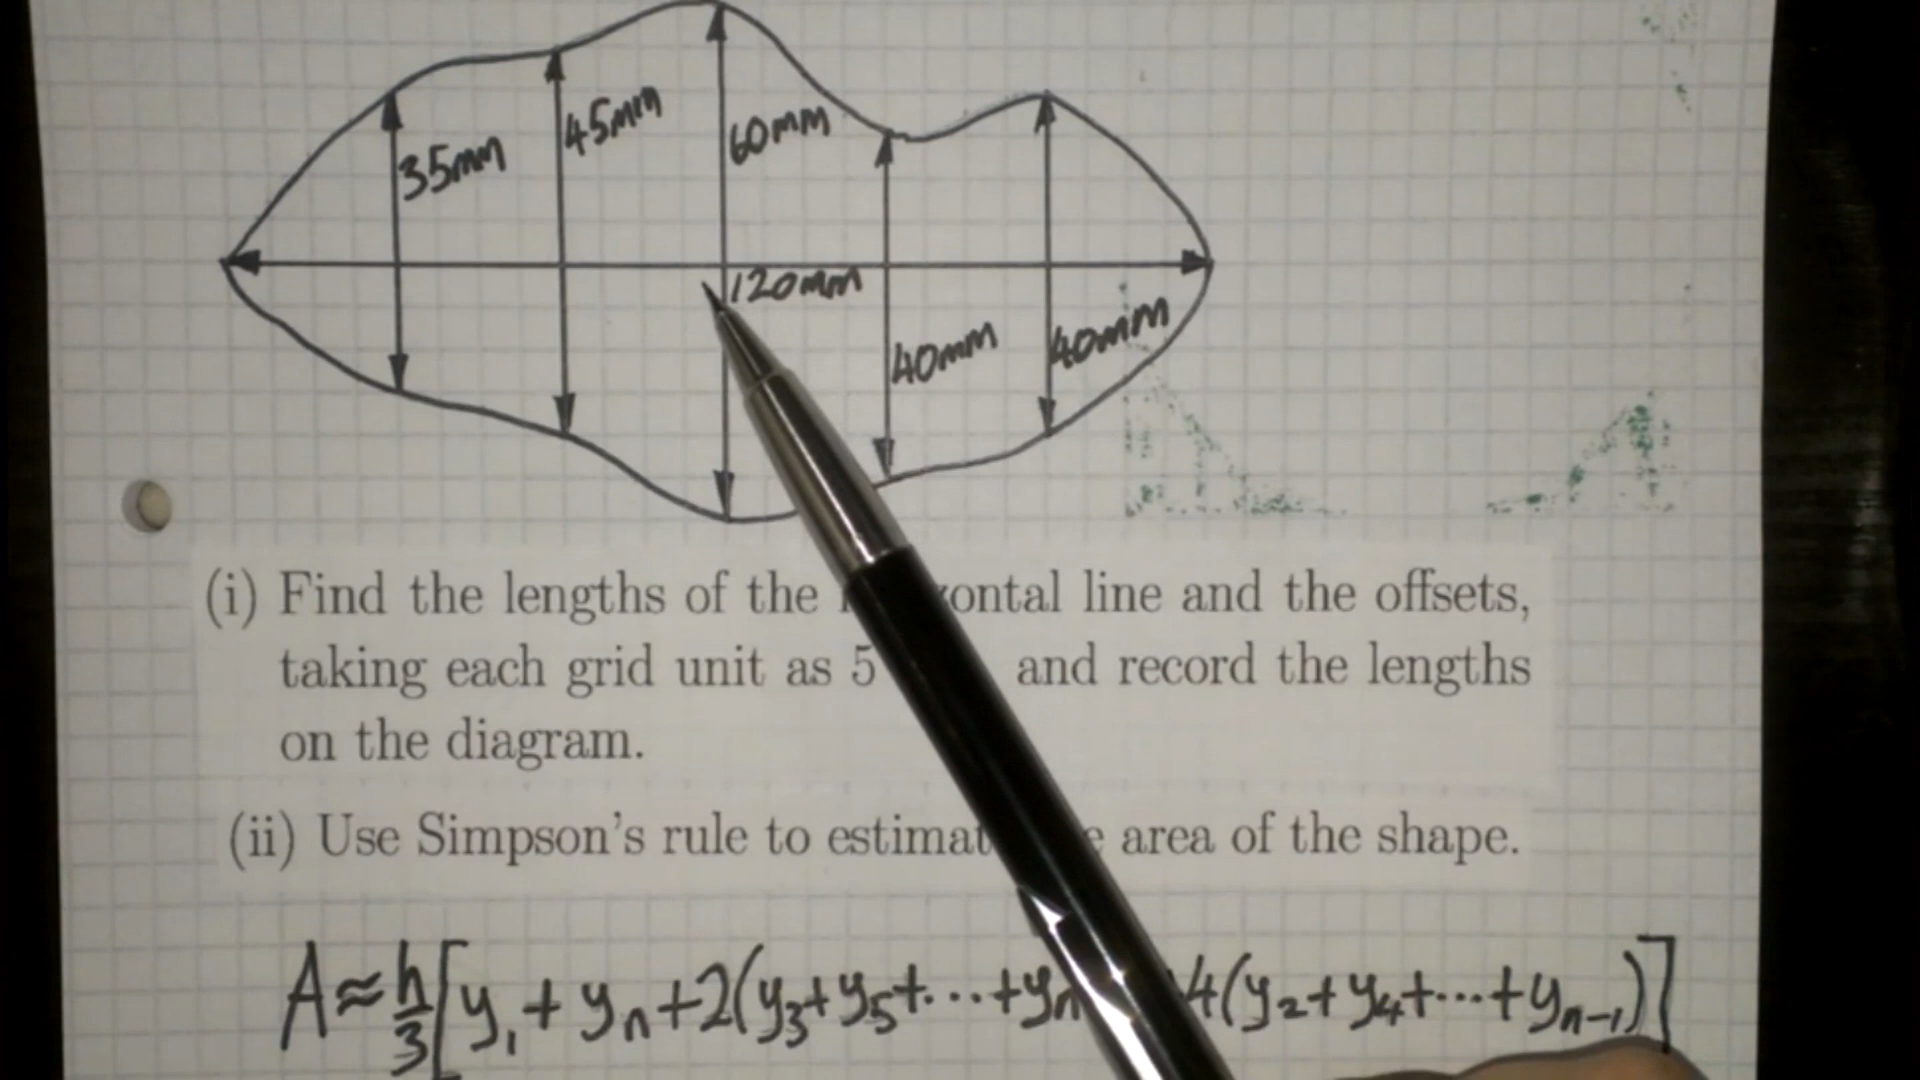 35mm
45mm
60mm
120mm
40mm
40mm
(i) Find the lengths of the ontal line and the offsets,
taking each grid unit as 5 and record the lengths
on the diagram.
(ii) Use Simpson's rule to area of the shape.
A≈h/3[y₁+yₙ+2(y₃+y₅+...+y 4(y₂+y₄+...+yₙ₋₁)]